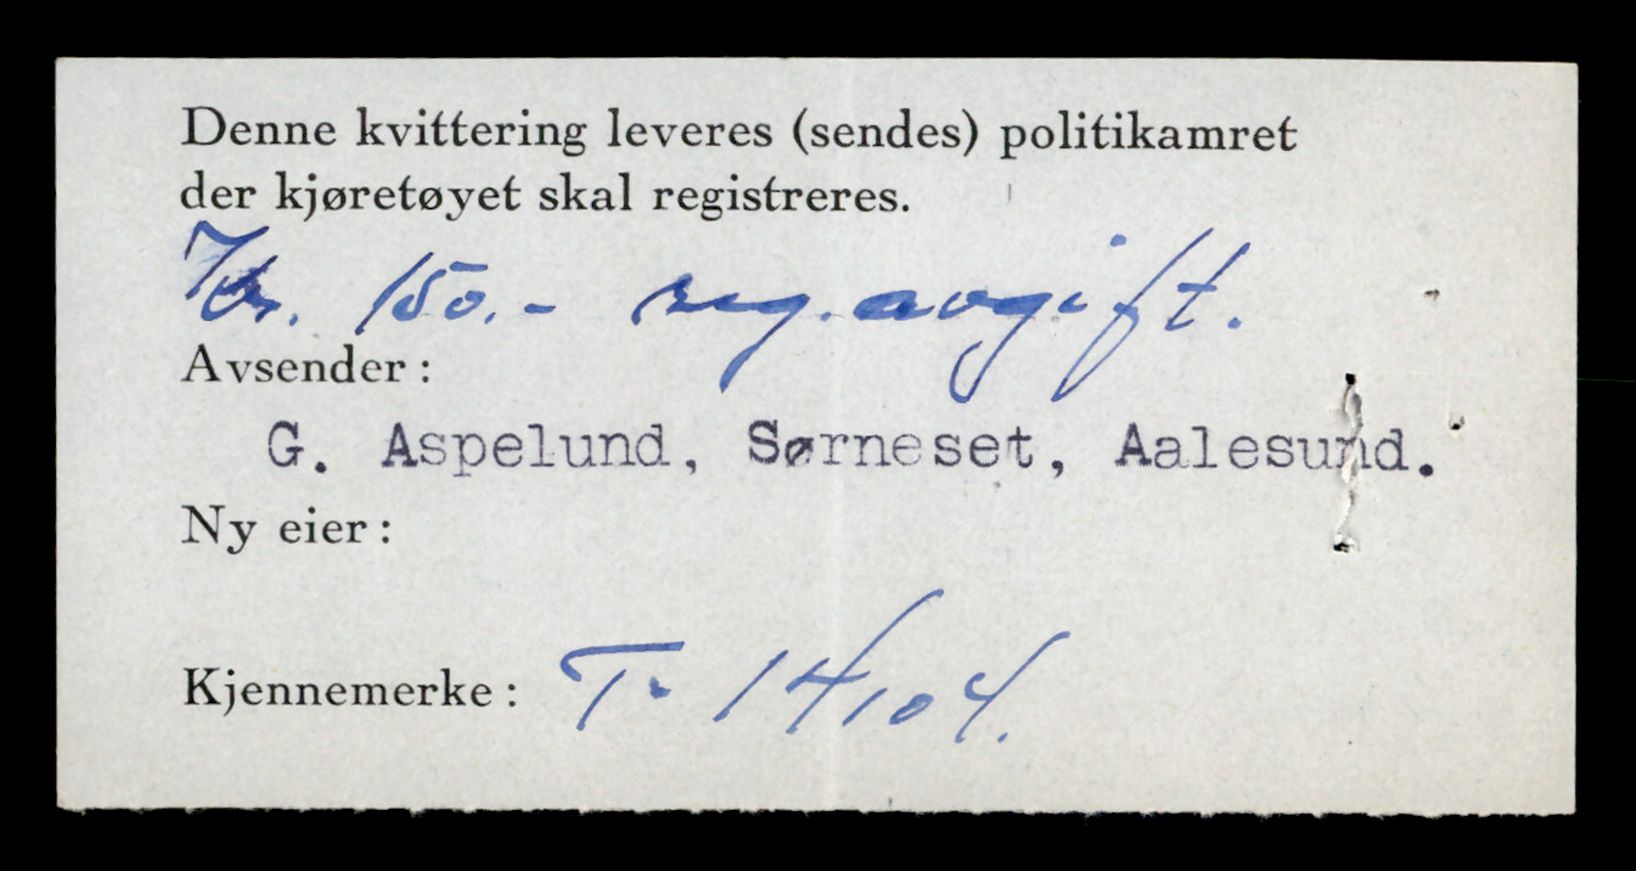 Denne kvittering leveres (sendes) politikamret
der kjøretøyet skal registreres.
Kr. 150.- reg.avgift.
Avsender:
G. Aspelund, Sørneset, Aalesund.
Ny eier:
Kjennemerke: T- 14104.